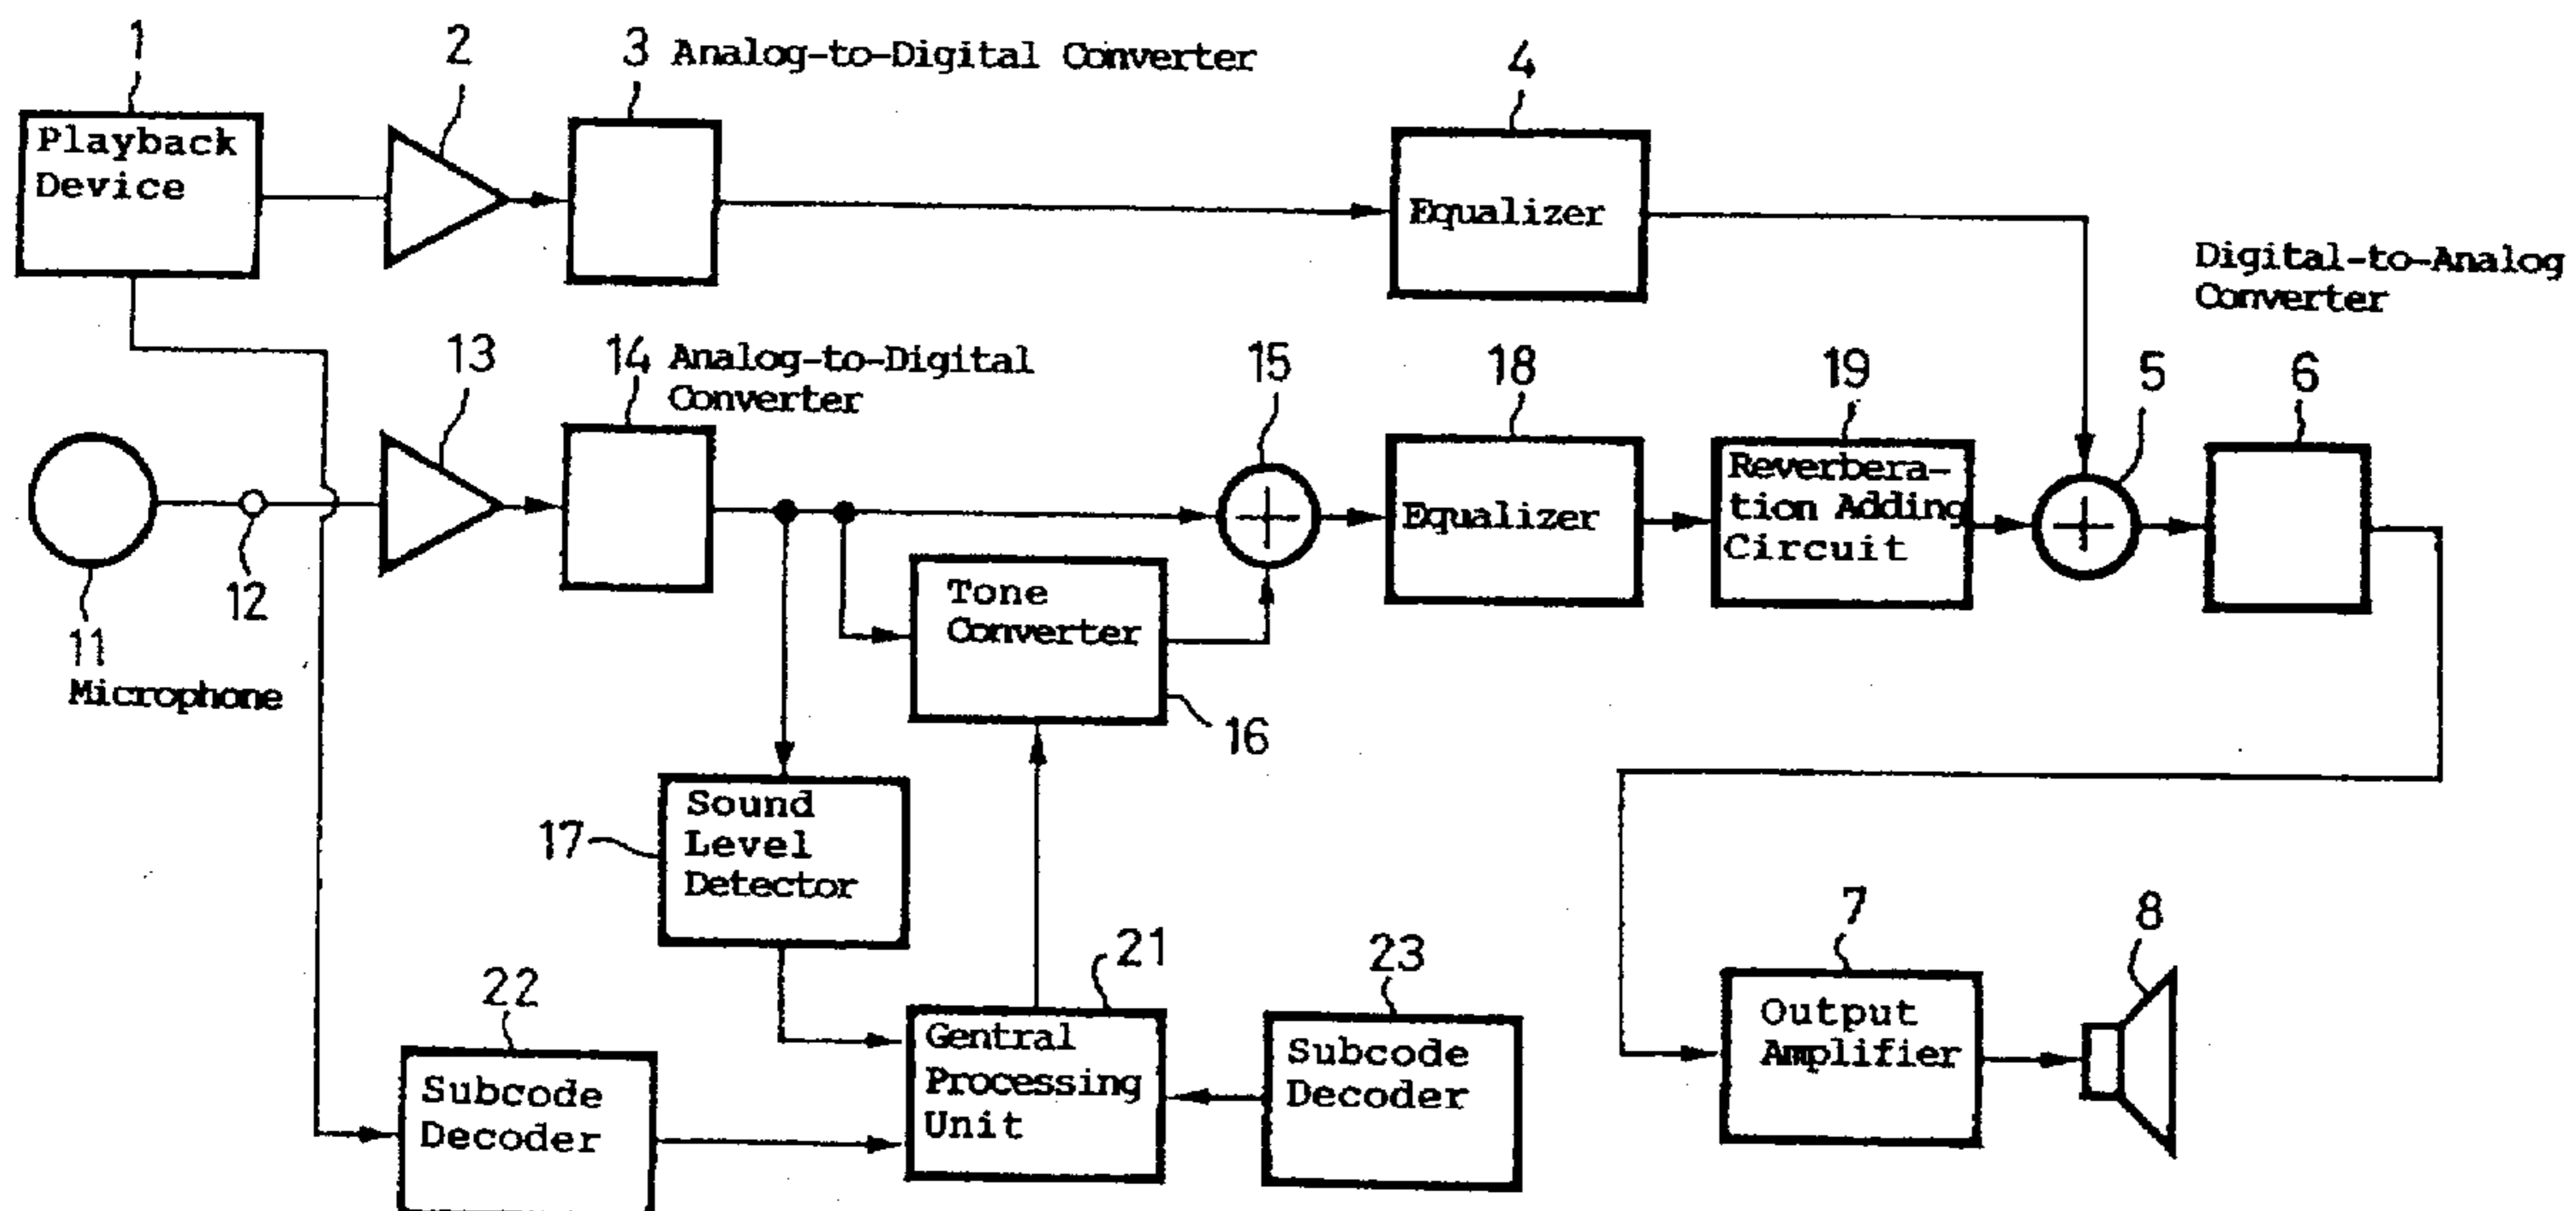 1
2
3 Analog-to-Digital Converter
4
Playback
Device
Equalizer
Digital-to-Analog
Converter
13
14 Analog-to-Digital
Converter
15
18
19
5
6
Reverbera-
tion Adding
Circuit
Equalizer
12
11
Microphone
Tone
Converter
16
Sound
Level
Detector
17
7
8
21
23
22
Output
Amplifier
Gentral
Processing
Unit
Subcode
Decoder
Subcode
Decoder